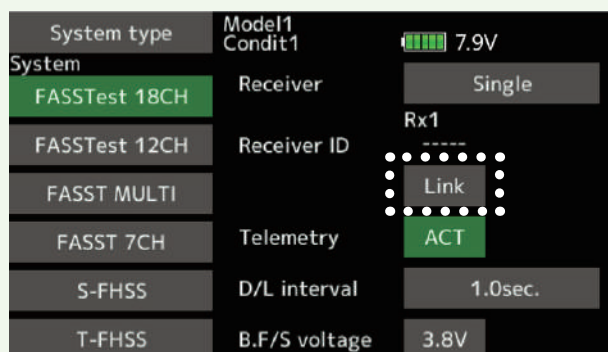 System type
Model1
Condit1
7.9V
System
FASSTest 18CH
FASSTest 12CH
FASST MULTI
FASST 7CH
S-FHSS
T-FHSS
Receiver
Single
Rx1
Receiver ID
-----
Link
Telemetry
ACT
D/L interval
1.0sec.
B.F/S voltage
3.8V